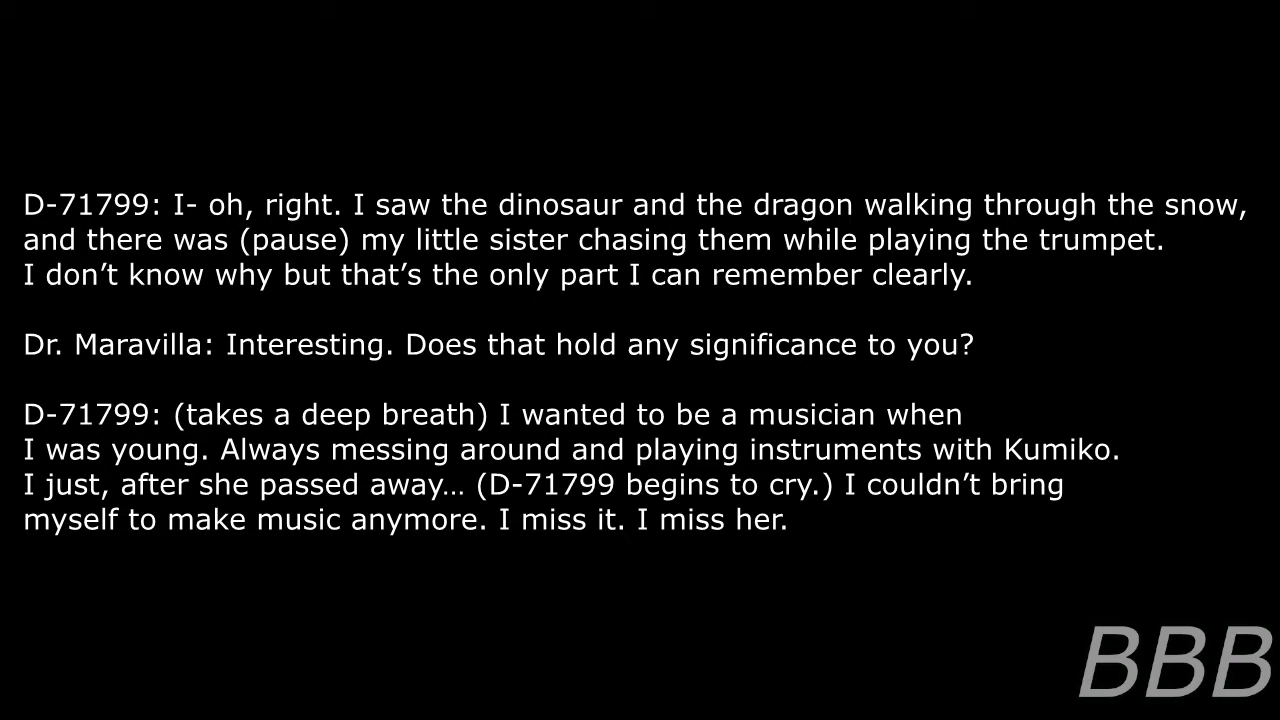 D-71799: I- oh, right. I saw the dinosaur and the dragon walking through the snow,
and there was (pause) my little sister chasing them while playing the trumpet.
I don’t know why but that’s the only part I can remember clearly.
Dr. Maravilla: Interesting. Does that hold any significance to you?
D-71799: (takes a deep breath) I wanted to be a musician when
I was young. Always messing around and playing instruments with Kumiko.
I just, after she passed away… (D-71799 begins to cry.) I couldn’t bring
myself to make music anymore. I miss it. I miss her.
BBB